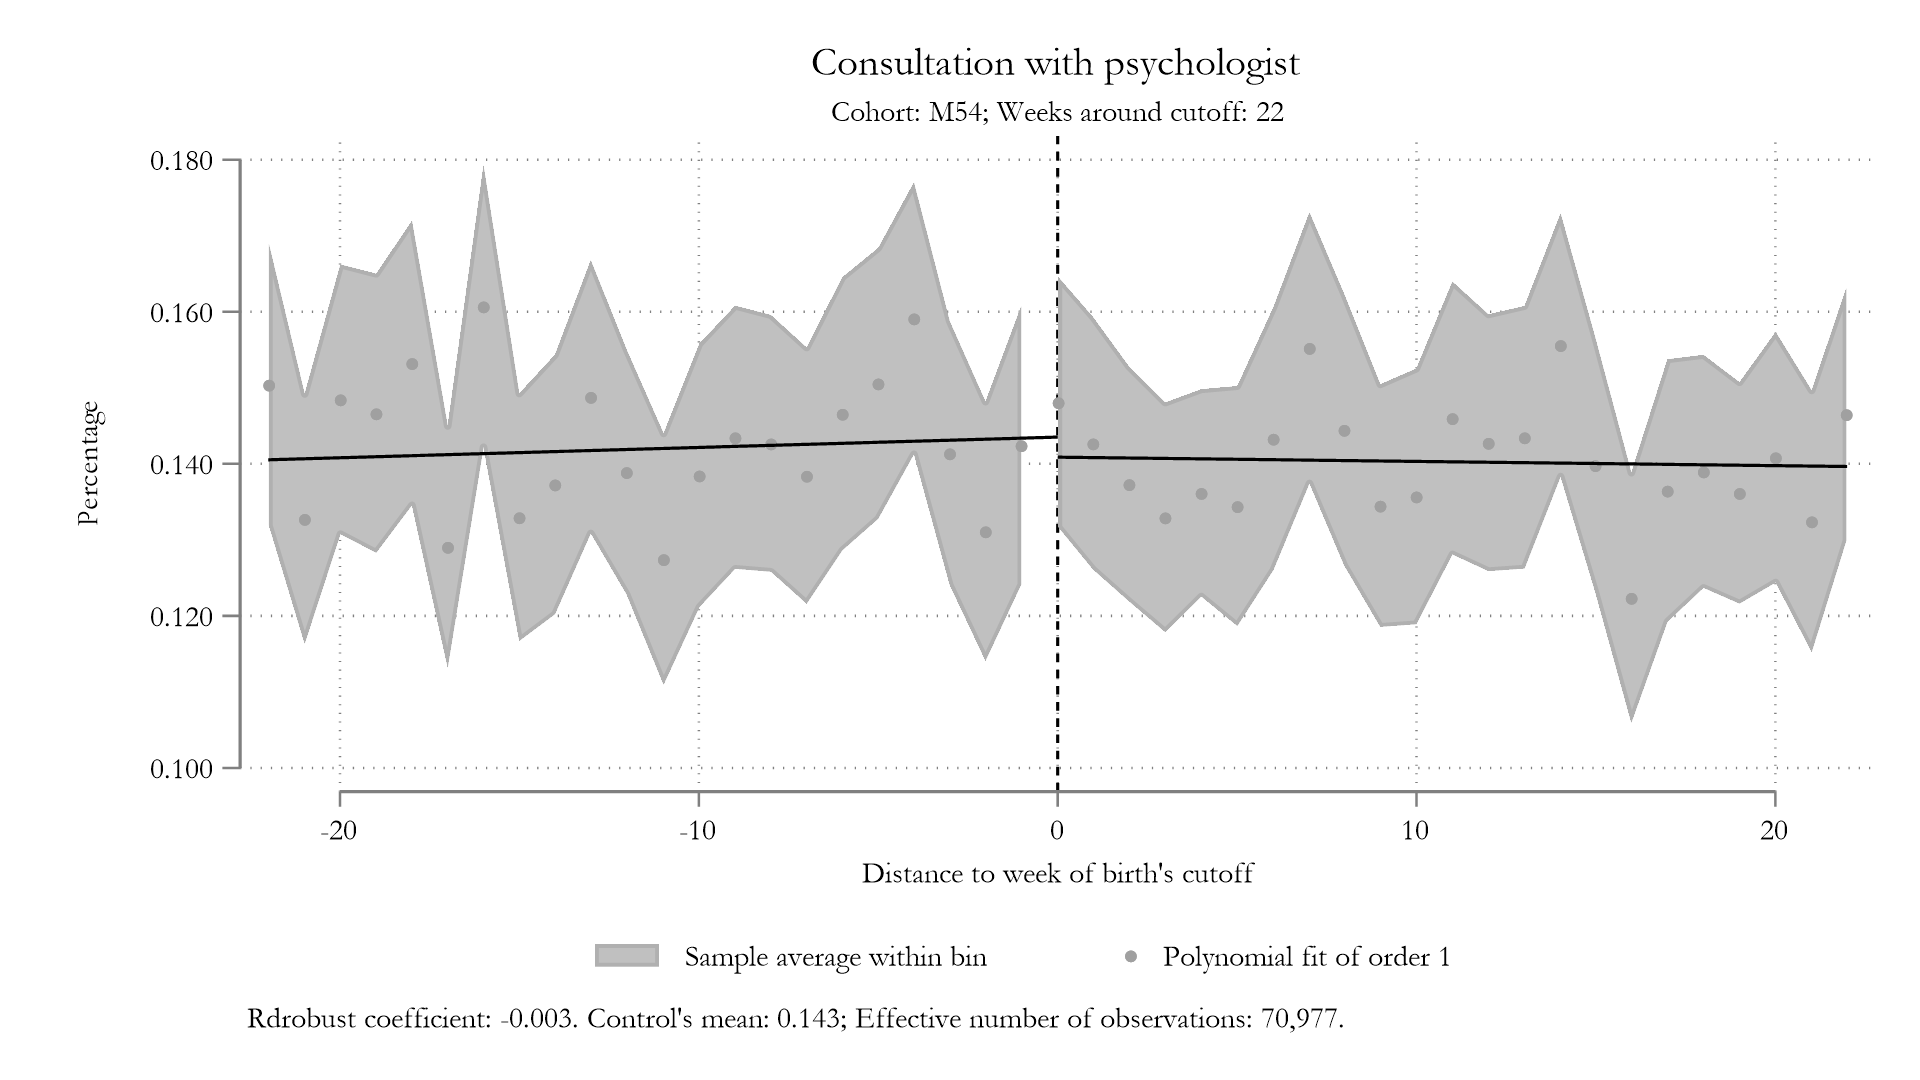 Consultation with psychologist
Cohort: M54; Weeks around cutoff: 22
0.180
0.160
0.140
0.120
0.100
Percentage
-20 -10 0 10 20
Distance to week of birth's cutoff
Sample average within bin Polynomial fit of order 1
Rdrobust coefficient: -0.003. Control's mean: 0.143; Effective number of observations: 70,977.